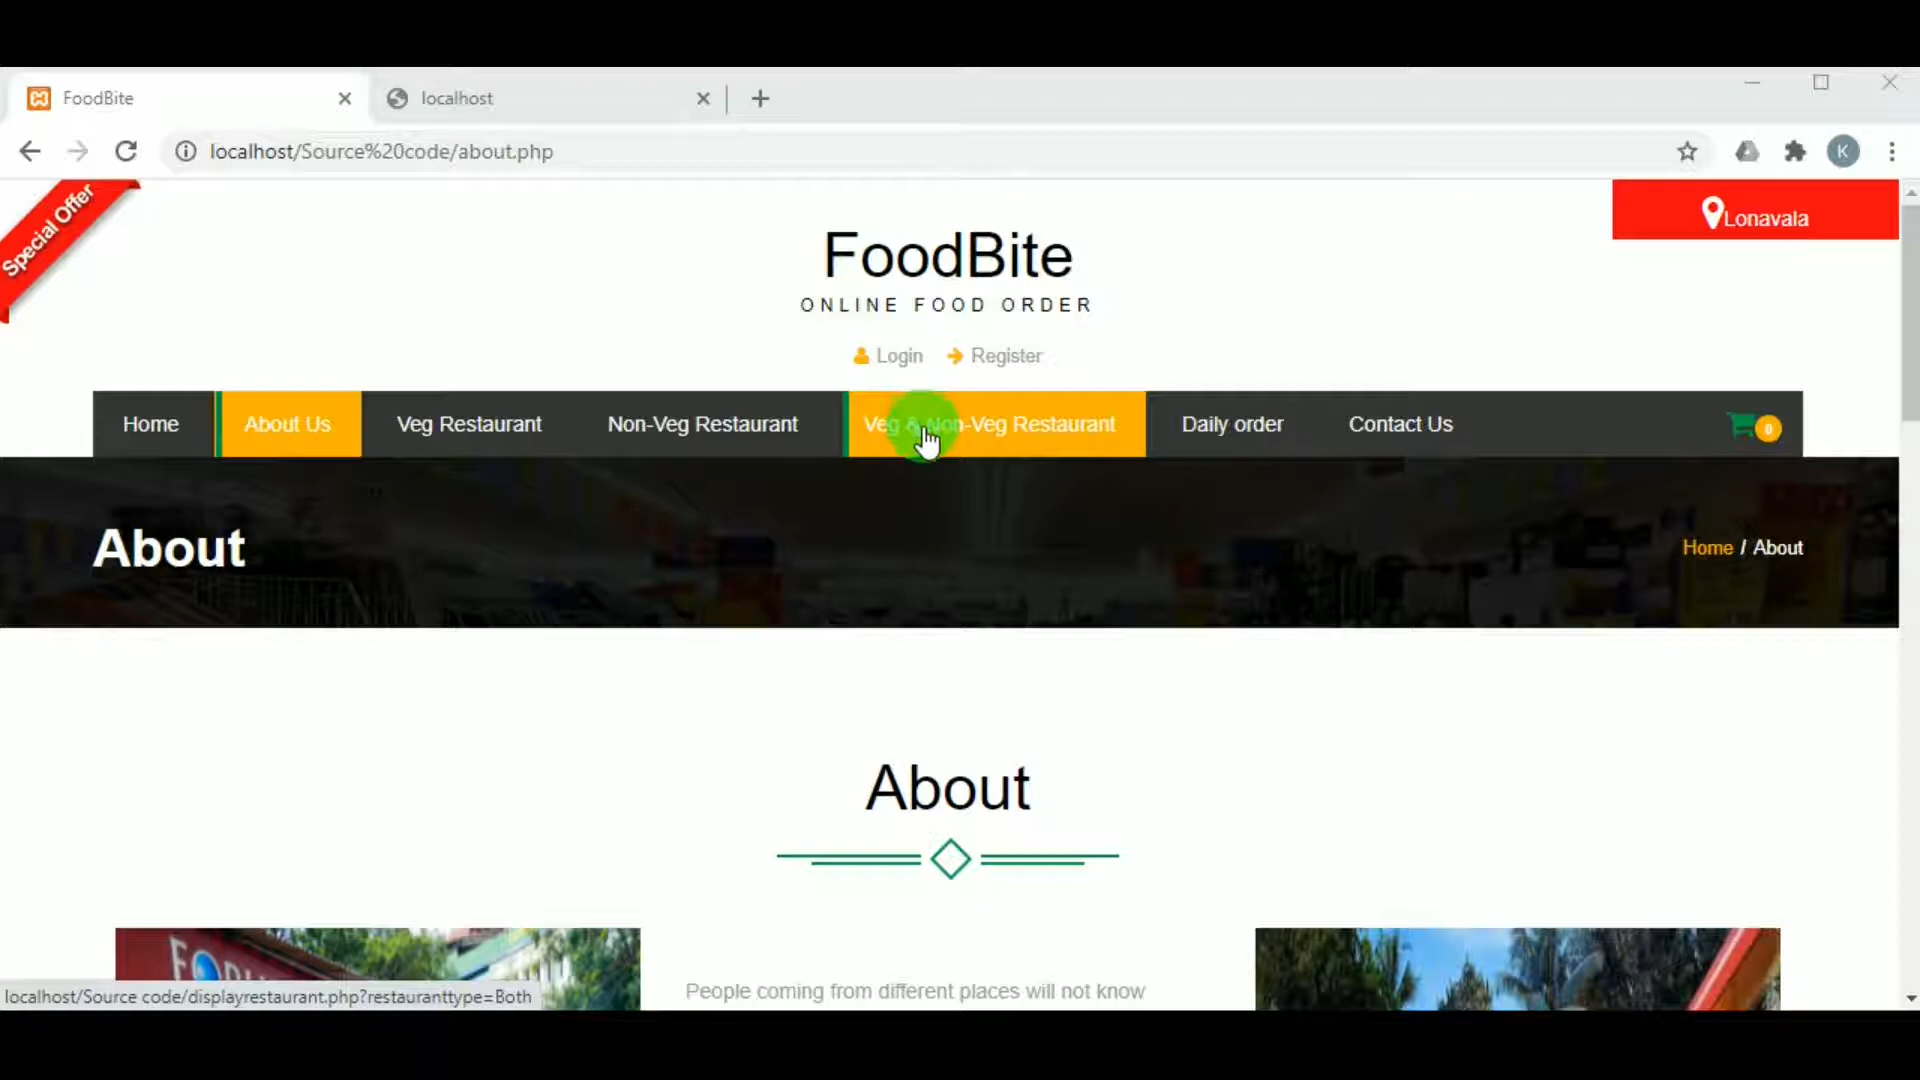 FoodBite
localhost
localhost/Source%20code/about.php
K
Special Offer
Lonavala
FoodBite
ONLINE FOOD ORDER
Login Register
Home About Us Veg Restaurant Non-Veg Restaurant Veg & Non-Veg Restaurant Daily order Contact Us 0
About
Home / About
About
People coming from different places will not know
localhost/Source code/displayrestaurant.php?restauranttype=Both